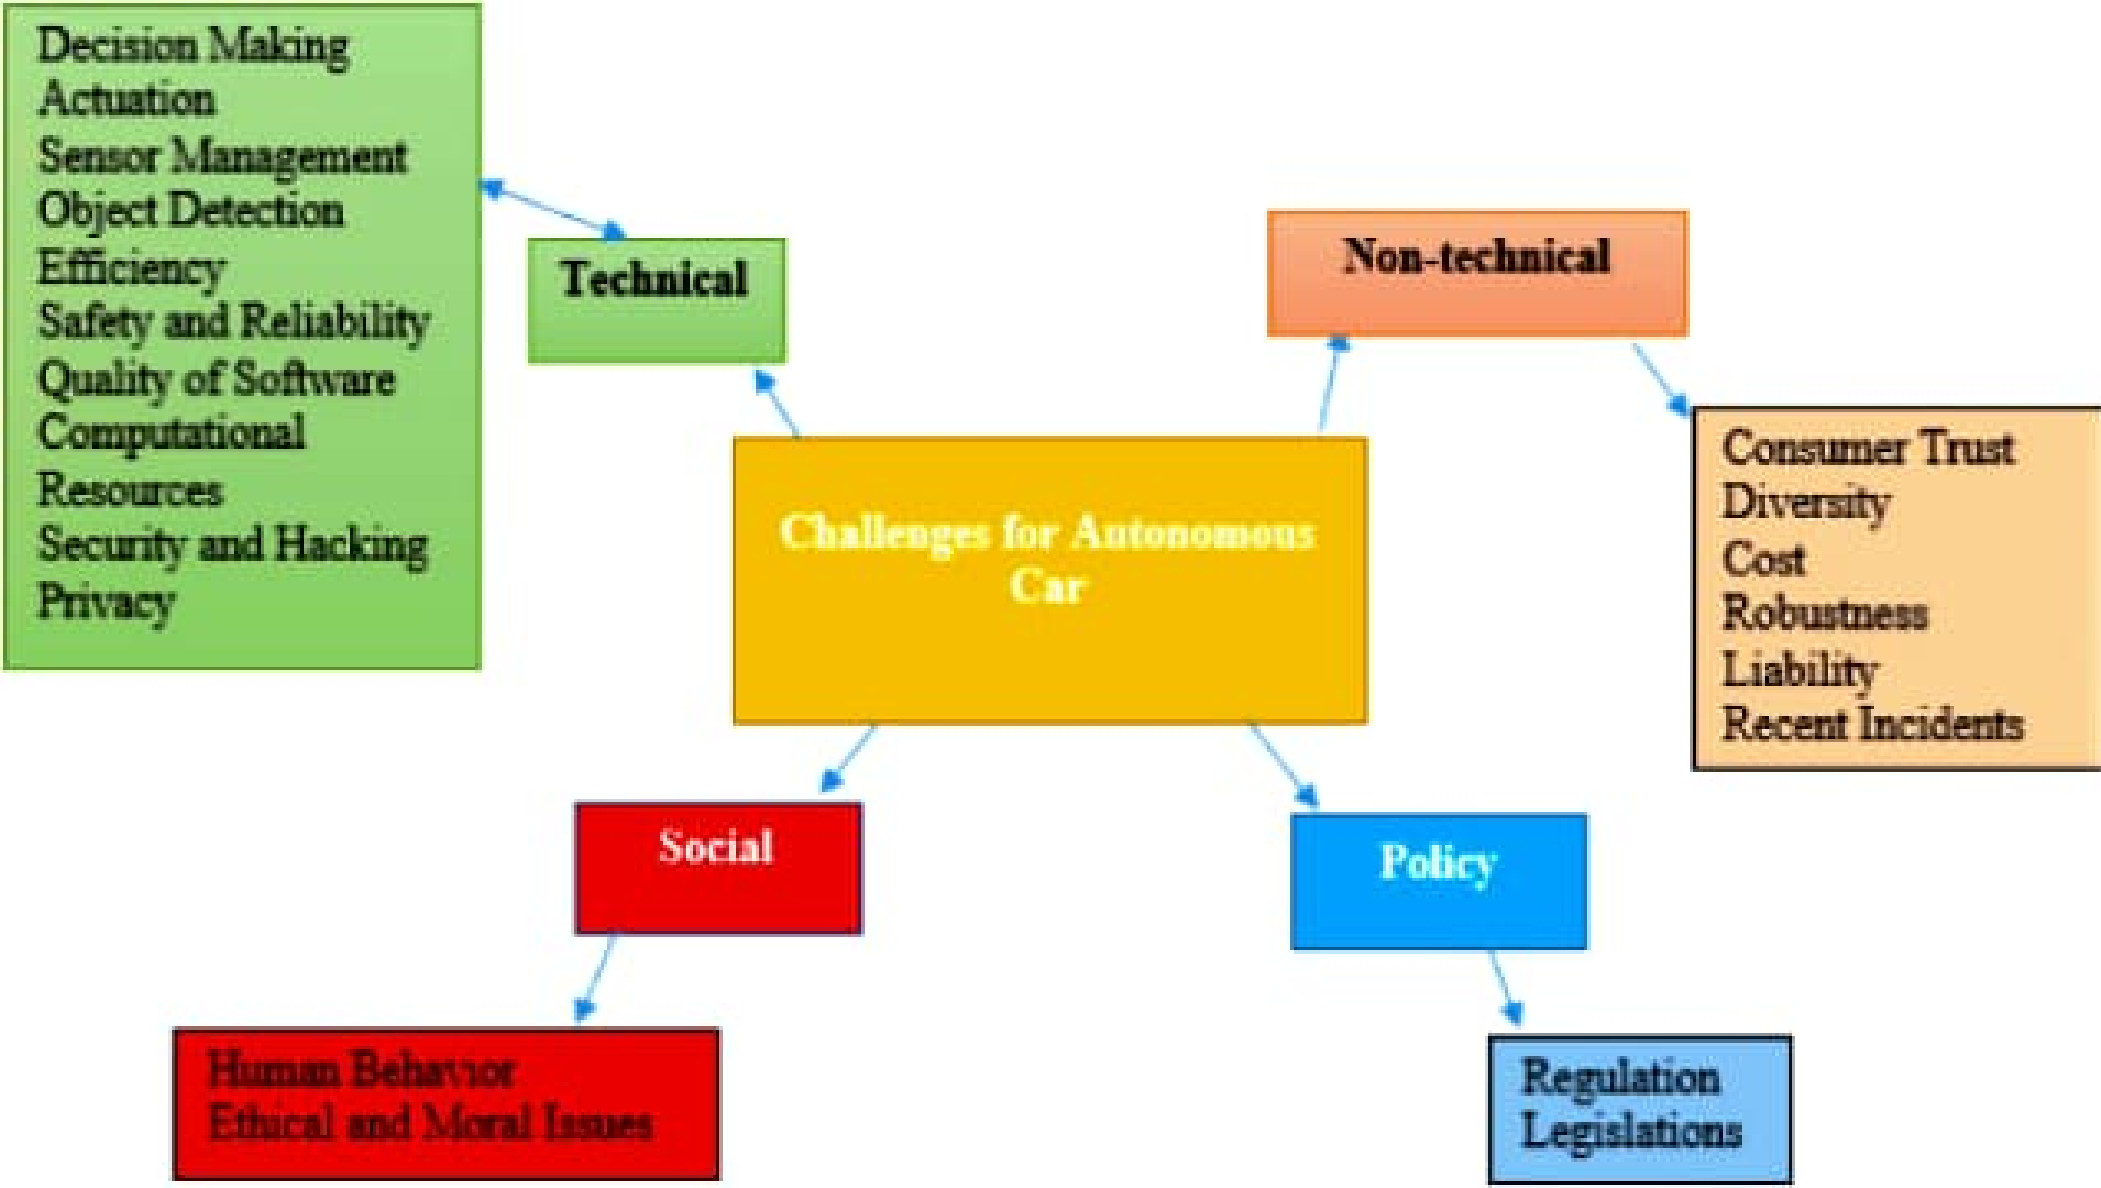 Decision Making
Actuation
Sensor Management
Object Detection
Efficiency
Safety and Reliability
Quality of Software
Computational
Resources
Security and Hacking
Privacy
Technical
Non-technical
Challenges for Autonomous
Car
Consumer Trust
Diversity
Cost
Robustness
Liability
Recent Incidents
Social
Policy
Human Behavior
Ethical and Moral Issues
Regulation
Legislations